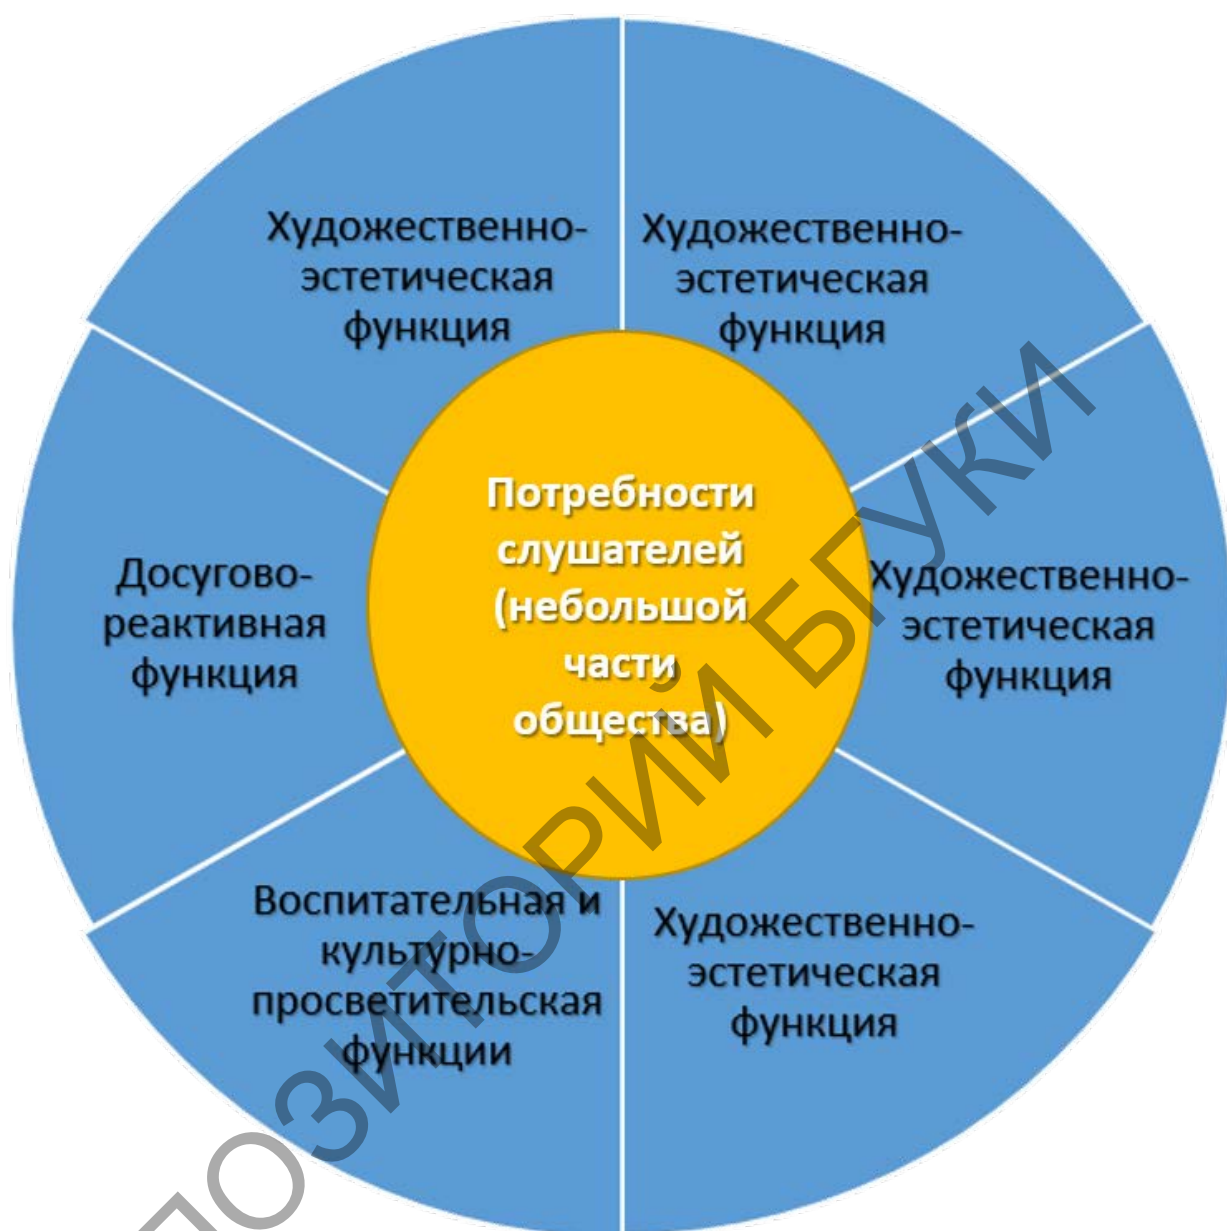 Художественно-
эстетическая
функция
Художественно-
эстетическая
функция
Досугово-
реактивная
функция
Потребности
слушателей
(небольшой
части
общества)
Художественно-
эстетическая
функция
Воспитательная и
культурно-
просветительская
функции
Художественно-
эстетическая
функция
ПОЗИТОРИЙ БГУКИ